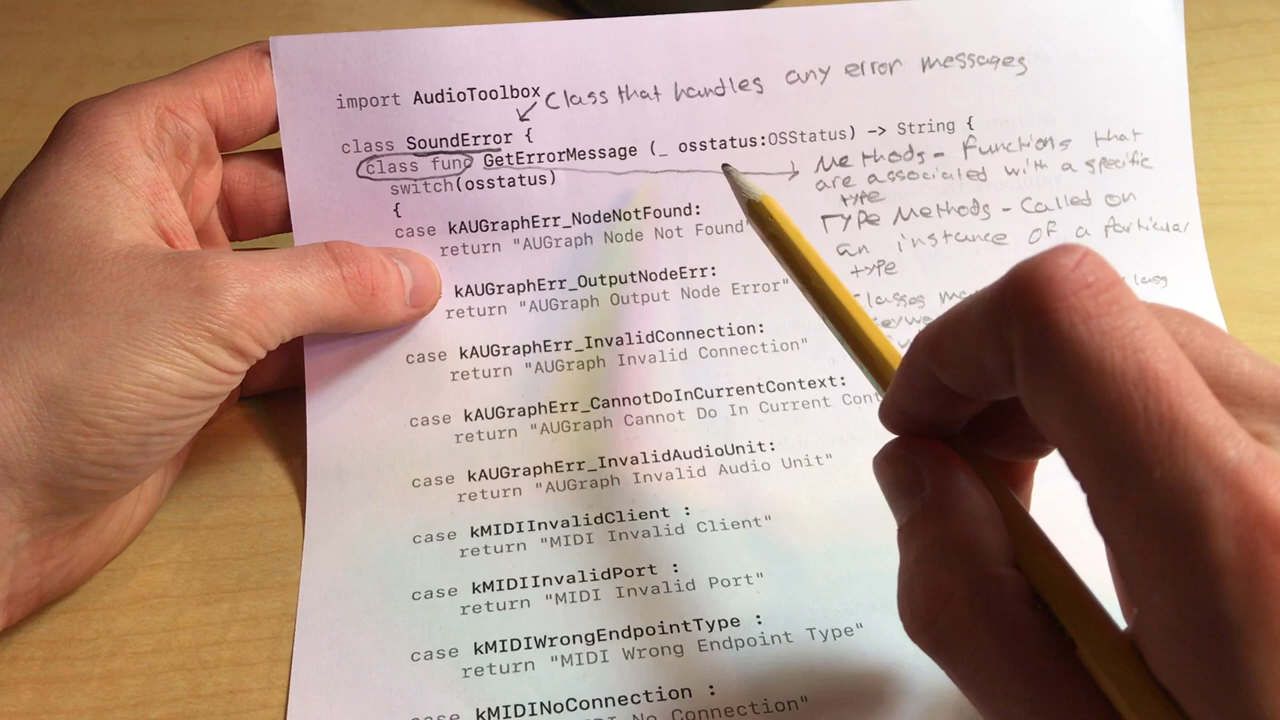 import AudioToolbox
Class that handles any error messages
class SoundError {
class func GetErrorMessage (_ osstatus:OSStatus) -> String {
switch(osstatus)
{
case kAUGraphErr_NodeNotFound:
return "AUGraph Node Not Found"
kAUGraphErr_OutputNodeErr:
return "AUGraph Output Node Error"
case kAUGraphErr_InvalidConnection:
return "AUGraph Invalid Connection"
case kAUGraphErr_CannotDoInCurrentContext:
return "AUGraph Cannot Do In Current
case kAUGraphErr_InvalidAudioUnit:
return "AUGraph Invalid Audio Unit"
case kMIDIInvalidClient :
return "MIDI Invalid Client"
case kMIDIInvalidPort :
return "MIDI Invalid Port"
case kMIDIWrongEndpointType :
return "MIDI Wrong Endpoint Type"
case kMIDINoConnection :
No Connection"
Methods - Functions that
are associated with a specific
type
Type Methods - Called on
an instance of a particular
type